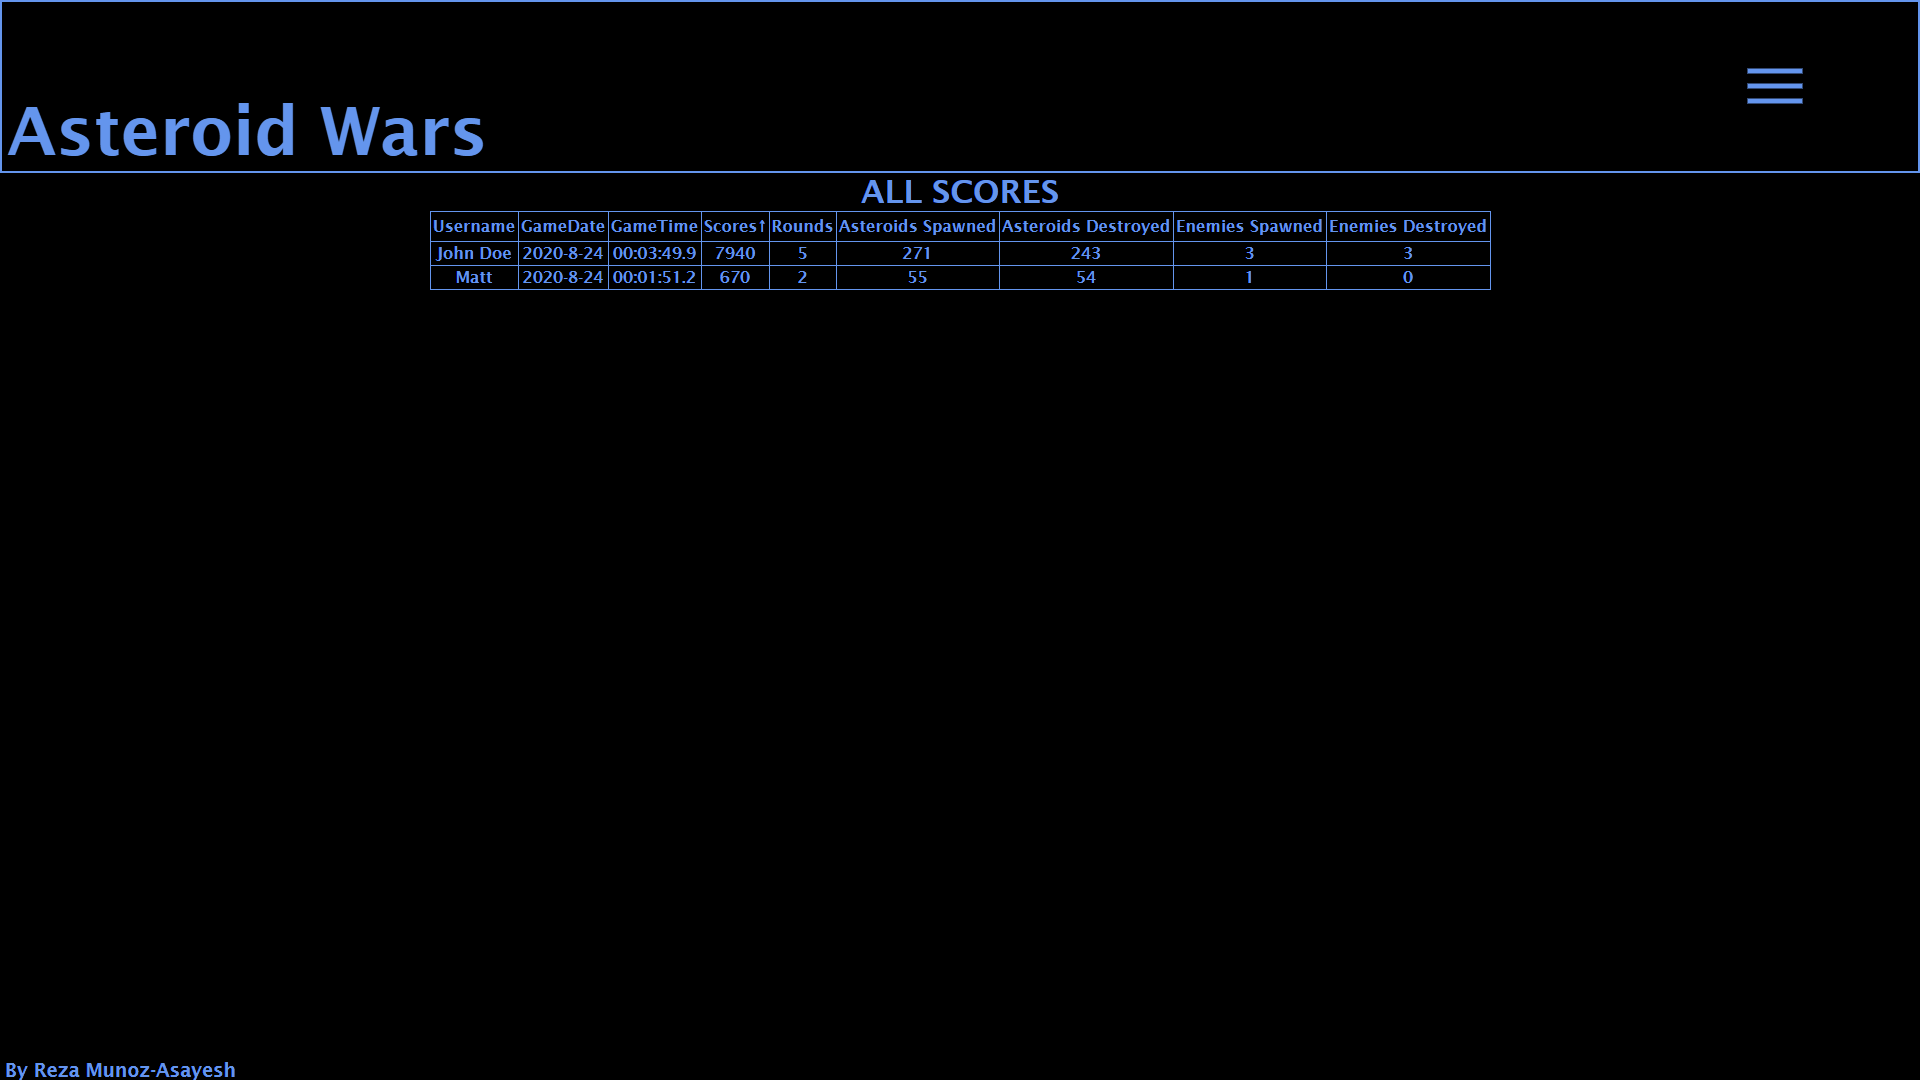 Asteroid Wars
ALL SCORES
Username GameDate GameTime Scores↑ Rounds Asteroids Spawned Asteroids Destroyed Enemies Spawned Enemies Destroyed
John Doe 2020-8-24 00:03:49.9 7940 5 271 243 3 3
Matt 2020-8-24 00:01:51.2 670 2 55 54 1 0
By Reza Munoz-Asayesh